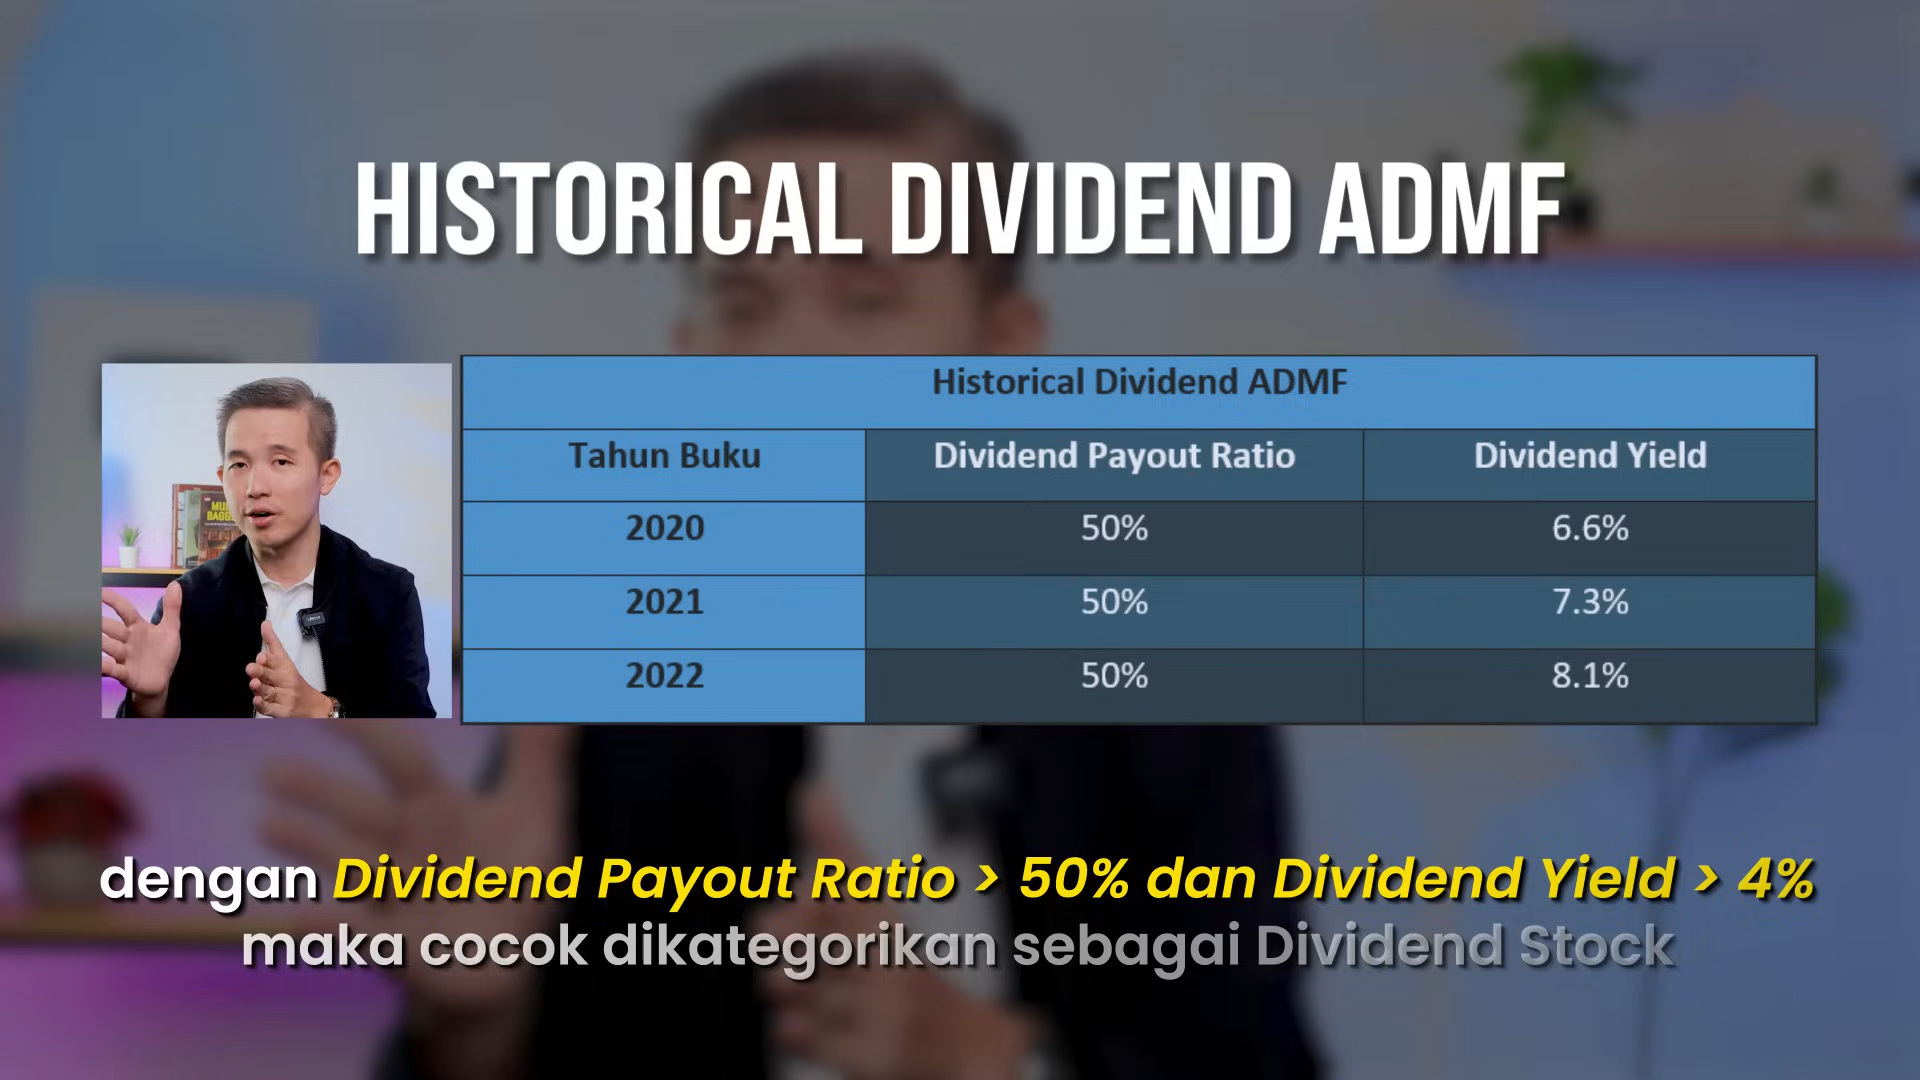 HISTORICAL DIVIDEND ADMF
Historical Dividend ADMF
Tahun Buku Dividend Payout Ratio Dividend Yield
2020 50% 6.6%
2021 50% 7.3%
2022 50% 8.1%
dengan Dividend Payout Ratio > 50% dan Dividend Yield > 4%
maka cocok dikategorikan sebagai Dividend Stock